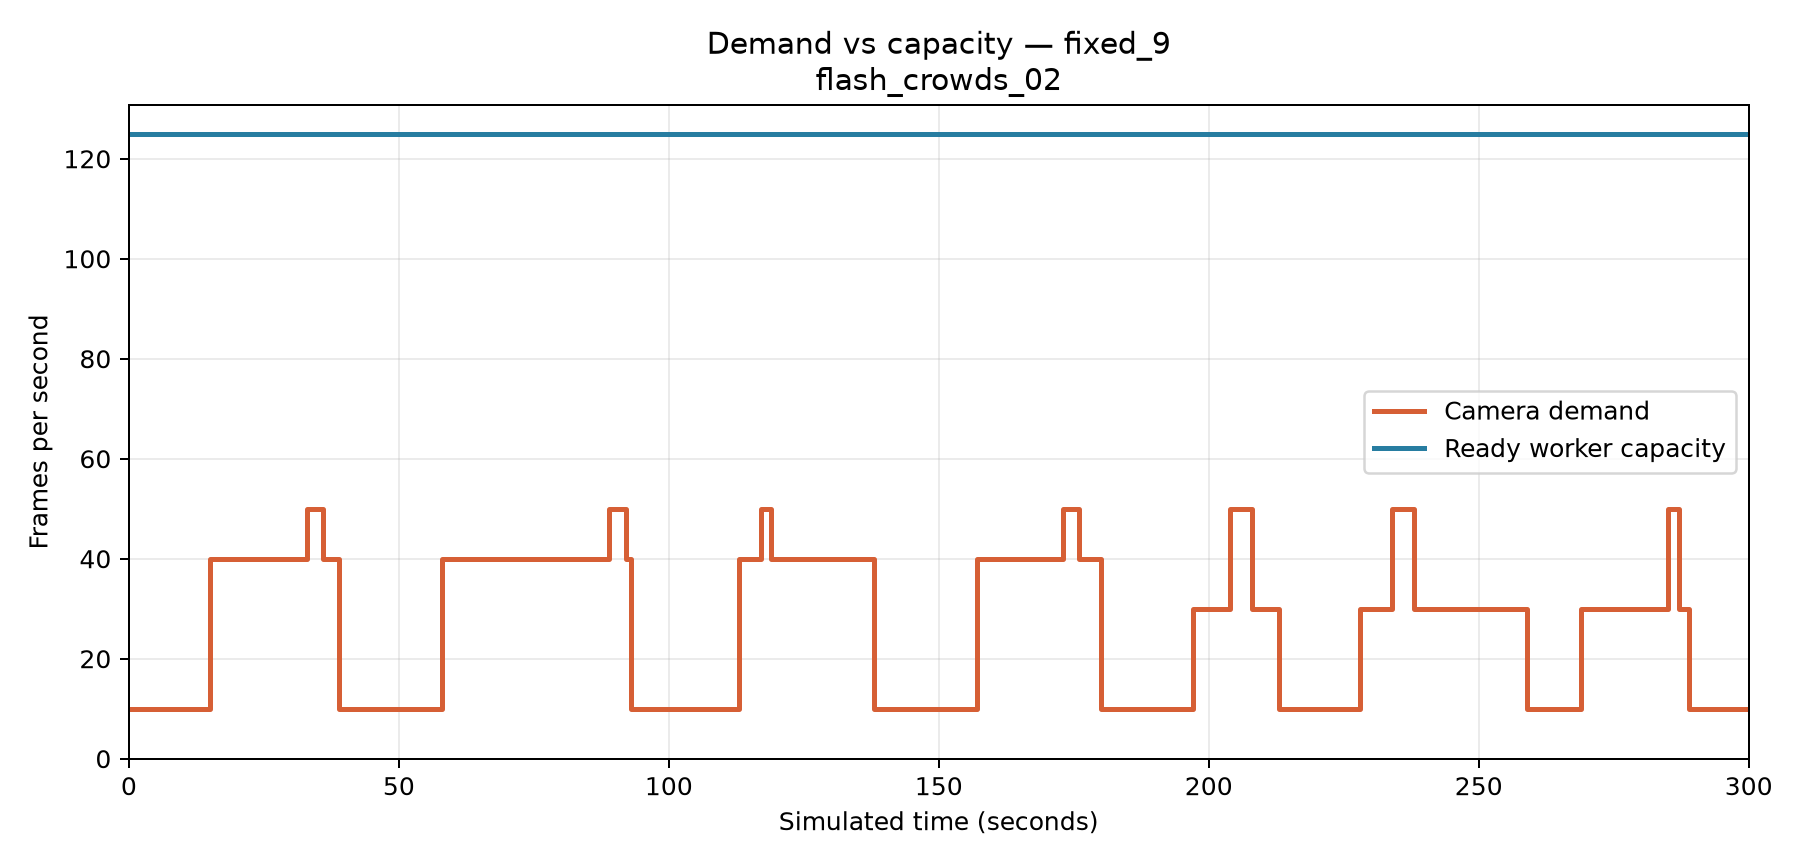 Demand vs capacity — fixed_9
flash_crowds_02
Frames per second
120
100
80
60
40
20
0
Camera demand
Ready worker capacity
0 50 100 150 200 250 300
Simulated time (seconds)